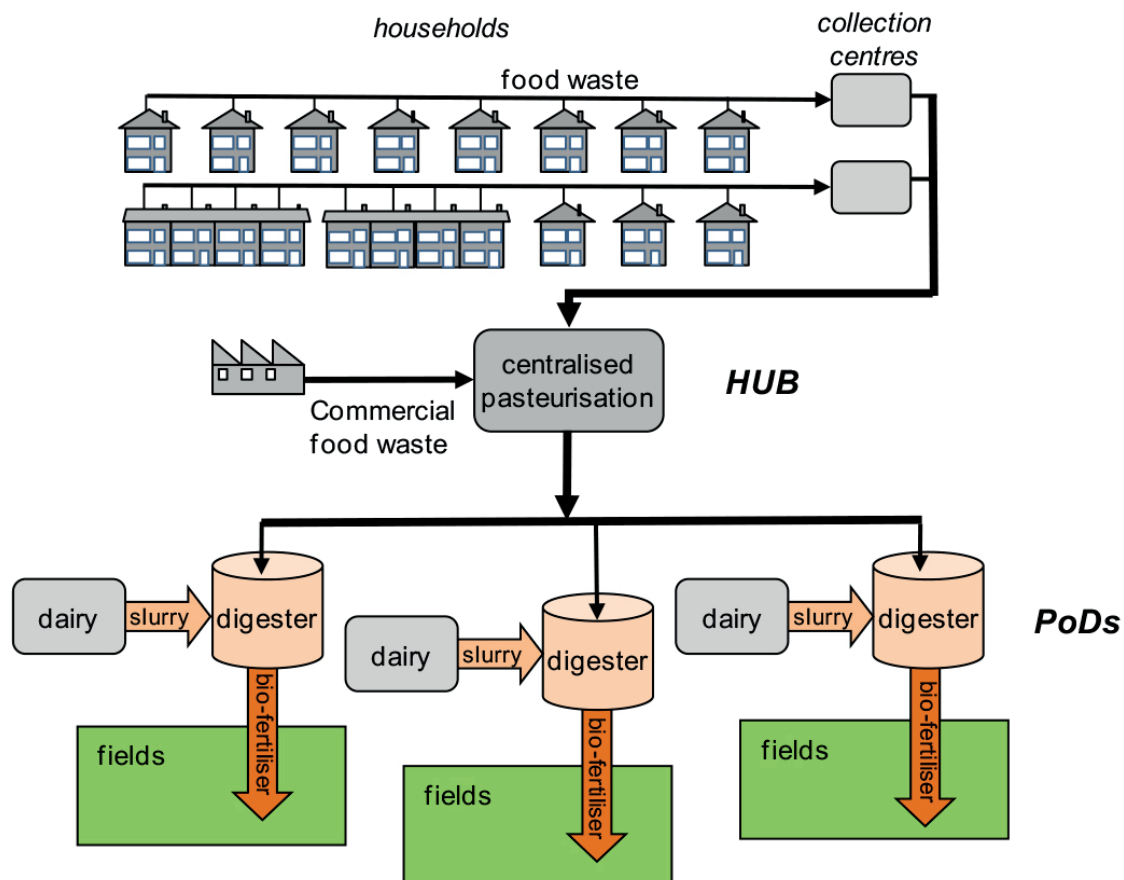 households
collection
centres
food waste
centralised
pasteurisation
HUB
Commercial
food waste
dairy
slurry
digester
dairy
slurry
digester
dairy
slurry
digester
PoDs
bio-fertiliser
fields
bio-fertiliser
fields
bio-fertiliser
fields